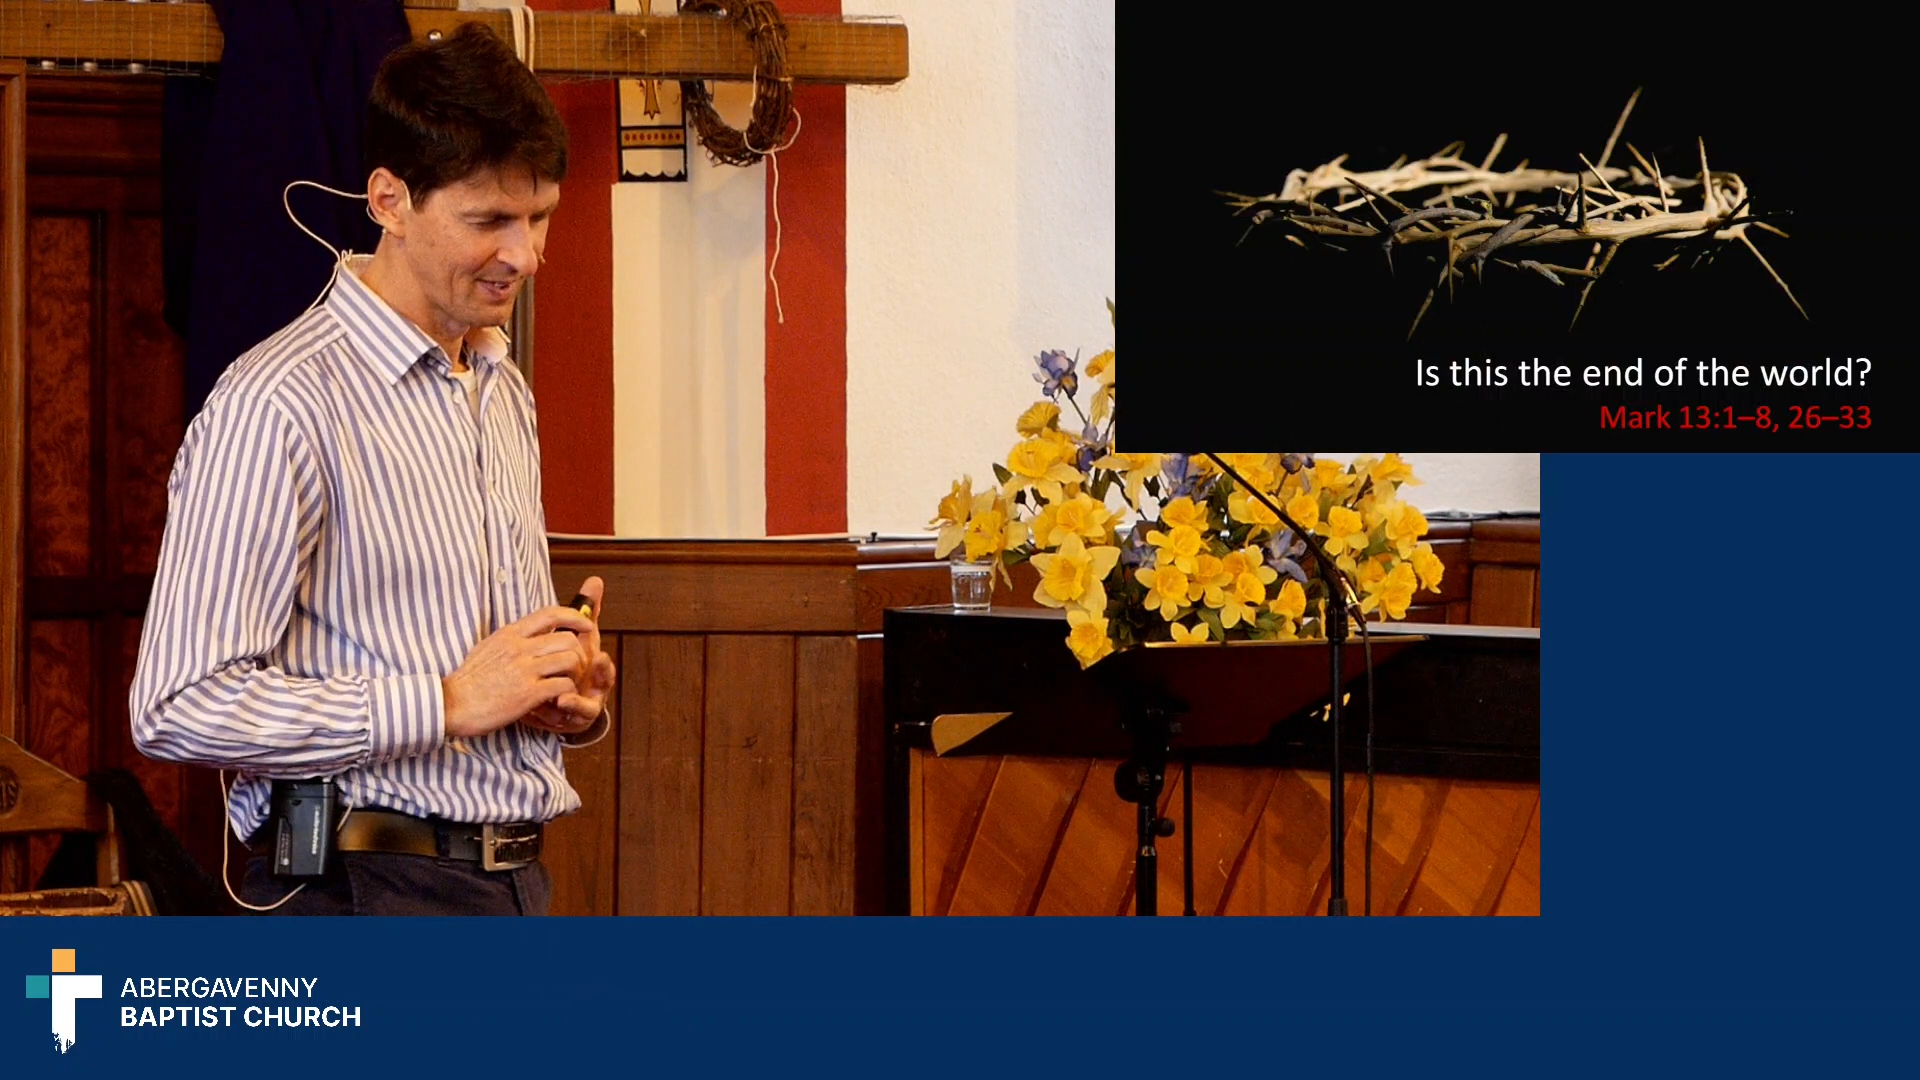 Is this the end of the world?
Mark 13:1–8, 26–33
ABERGAVENNY
BAPTIST CHURCH